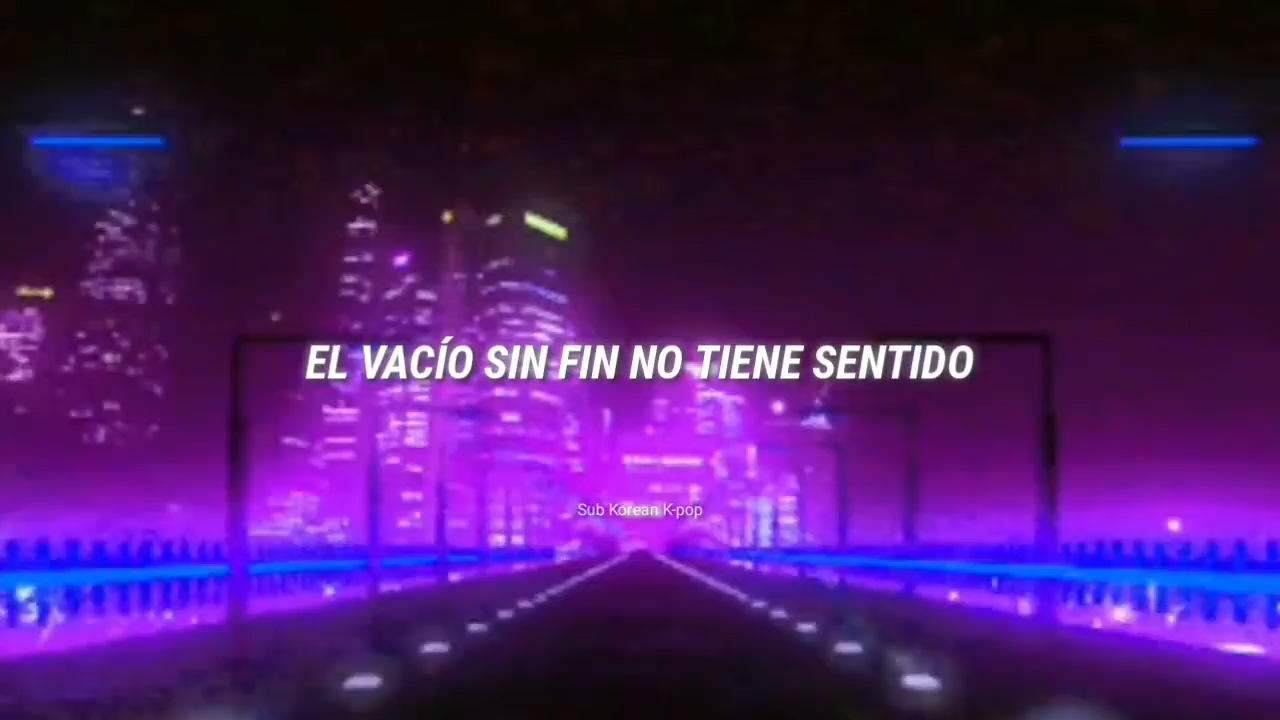 EL VACÍO SIN FIN NO TIENE SENTIDO
Sub Korean K-pop